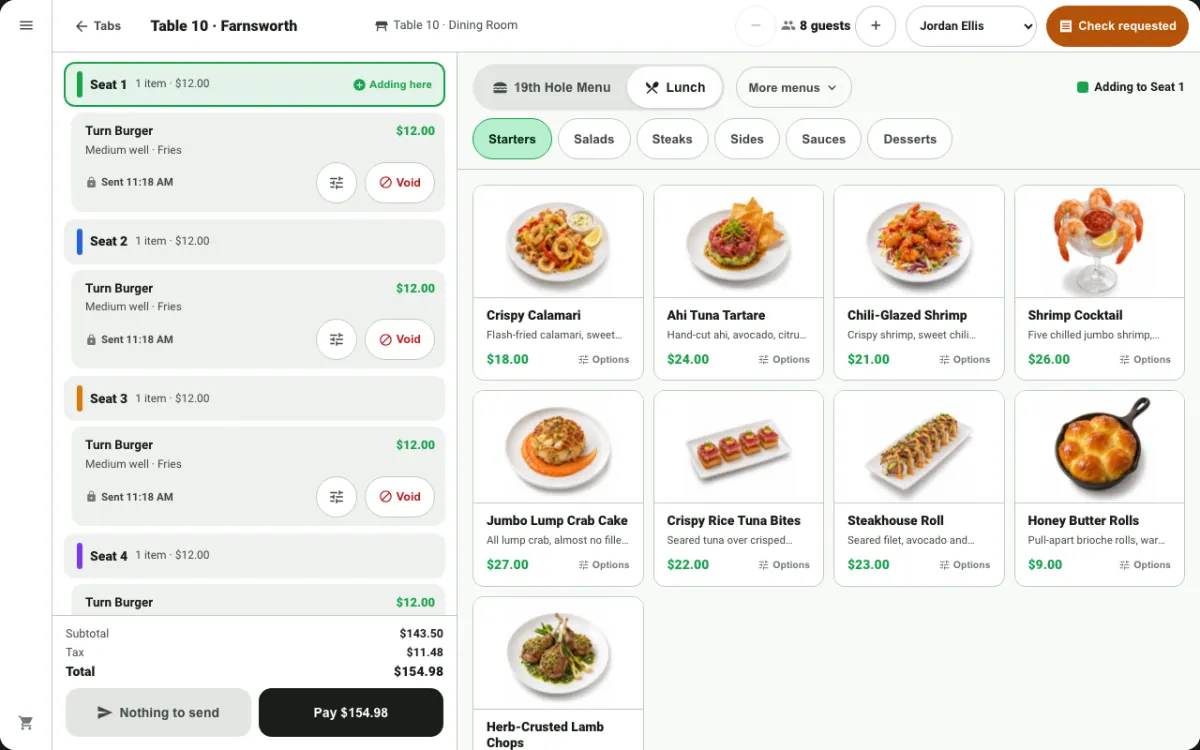 Tabs
Table 10 · Farnsworth
Table 10 · Dining Room
8 guests
Jordan Ellis
Check requested
Seat 1 1 item · $12.00 Adding here
Turn Burger $12.00
Medium well · Fries
Sent 11:18 AM Void
Seat 2 1 item · $12.00
Turn Burger $12.00
Medium well · Fries
Sent 11:18 AM Void
Seat 3 1 item · $12.00
Turn Burger $12.00
Medium well · Fries
Sent 11:18 AM Void
Seat 4 1 item · $12.00
Turn Burger $12.00
Subtotal $143.50
Tax $11.48
Total $154.98
Nothing to send
Pay $154.98
19th Hole Menu Lunch More menus
Adding to Seat 1
Starters Salads Steaks Sides Sauces Desserts
Crispy Calamari
Flash-fried calamari, sweet...
$18.00 Options
Ahi Tuna Tartare
Hand-cut ahi, avocado, citru...
$24.00 Options
Chili-Glazed Shrimp
Crispy shrimp, sweet chili...
$21.00 Options
Shrimp Cocktail
Five chilled jumbo shrimp,...
$26.00 Options
Jumbo Lump Crab Cake
All lump crab, almost no fille...
$27.00 Options
Crispy Rice Tuna Bites
Seared tuna over crisped...
$22.00 Options
Steakhouse Roll
Seared filet, avocado and...
$23.00 Options
Honey Butter Rolls
Pull-apart brioche rolls, war...
$9.00 Options
Herb-Crusted Lamb
Chops